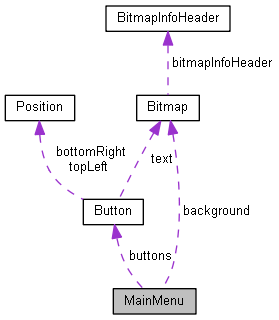 BitmapInfoHeader
bitmapInfoHeader
Position
Bitmap
bottomRight
topLeft
text
Button
background
buttons
MainMenu